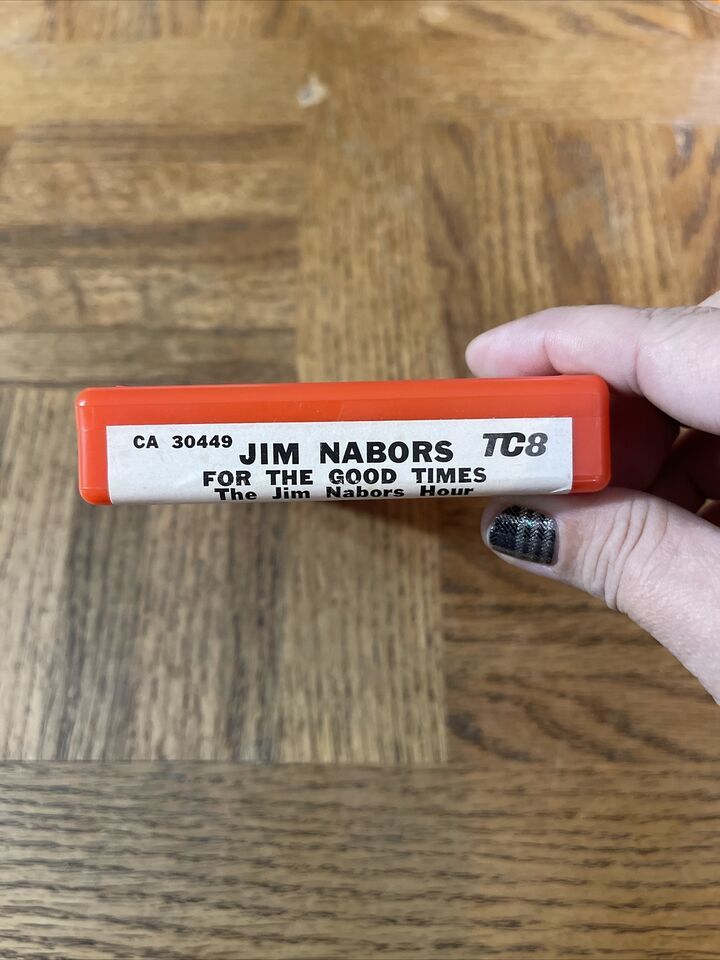 CA 30449 JIM NABORS TC8
FOR THE GOOD TIMES
The Jim Nabors Hour